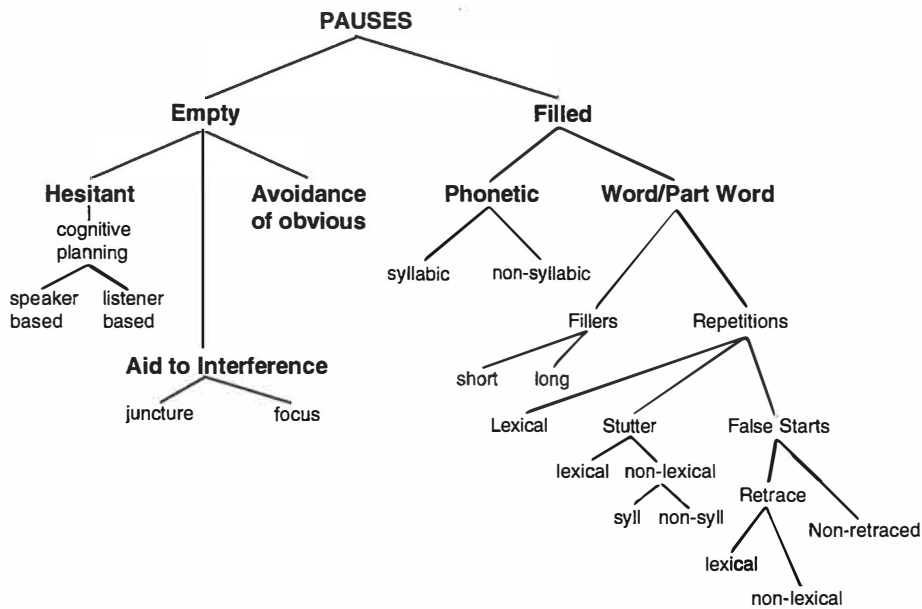 PAUSES
Empty
Filled
Hesitant
Avoidance
of obvious
Phonetic
Word/Part Word
cognitive
planning
syllabic
non-syllabic
speaker
based
listener
based
Fillers
Repetitions
Aid to Interference
short
long
juncture
focus
Lexical
Stutter
False Starts
lexical
non-lexical
Retrace
syll
non-syll
Non-retraced
lexical
non-lexical